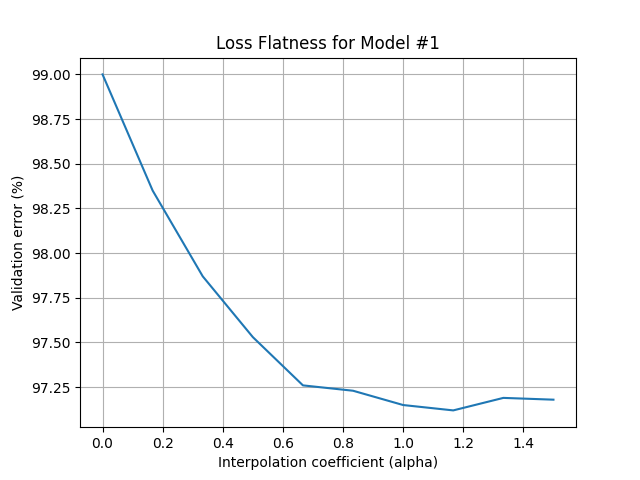 Loss Flatness for Model #1
Validation error (%)
99.00
98.75
98.50
98.25
98.00
97.75
97.50
97.25
0.0 0.2 0.4 0.6 0.8 1.0 1.2 1.4
Interpolation coefficient (alpha)